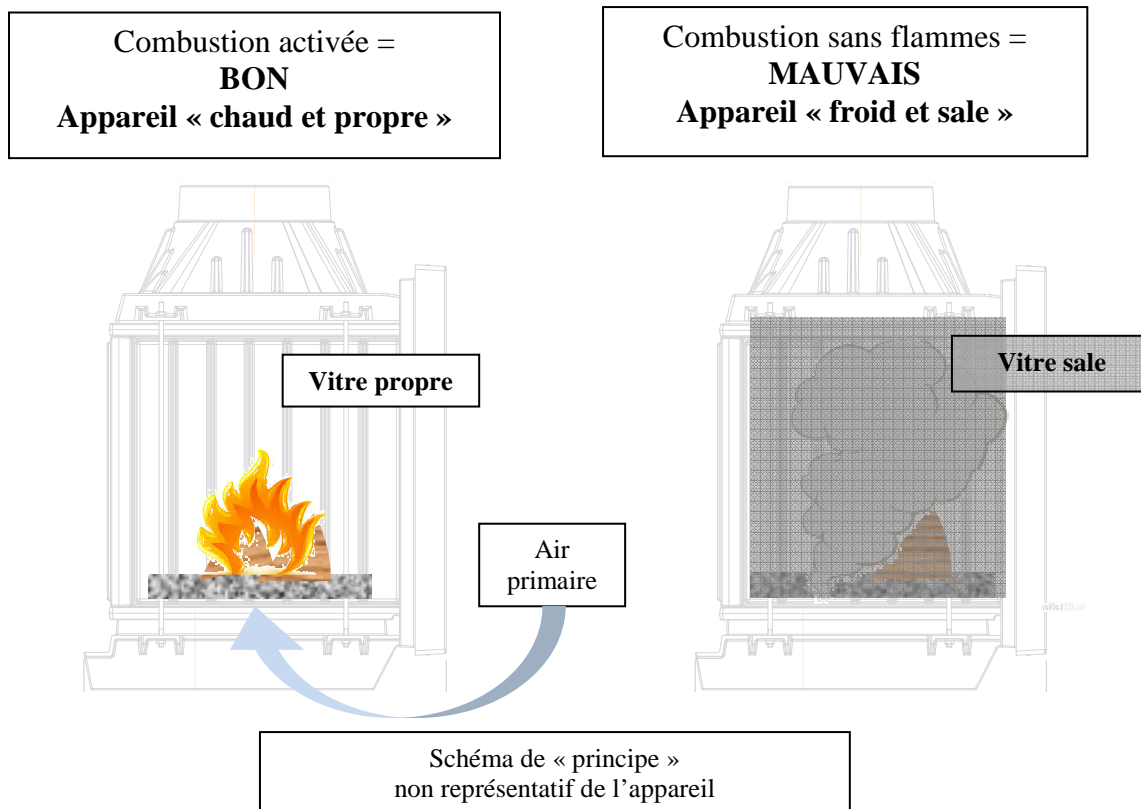 Combustion activée =
BON
Appareil « chaud et propre »
Combustion sans flammes =
MAUVAIS
Appareil « froid et sale »
Vitre propre
Vitre sale
Air
primaire
Schéma de « principe »
non représentatif de l’appareil